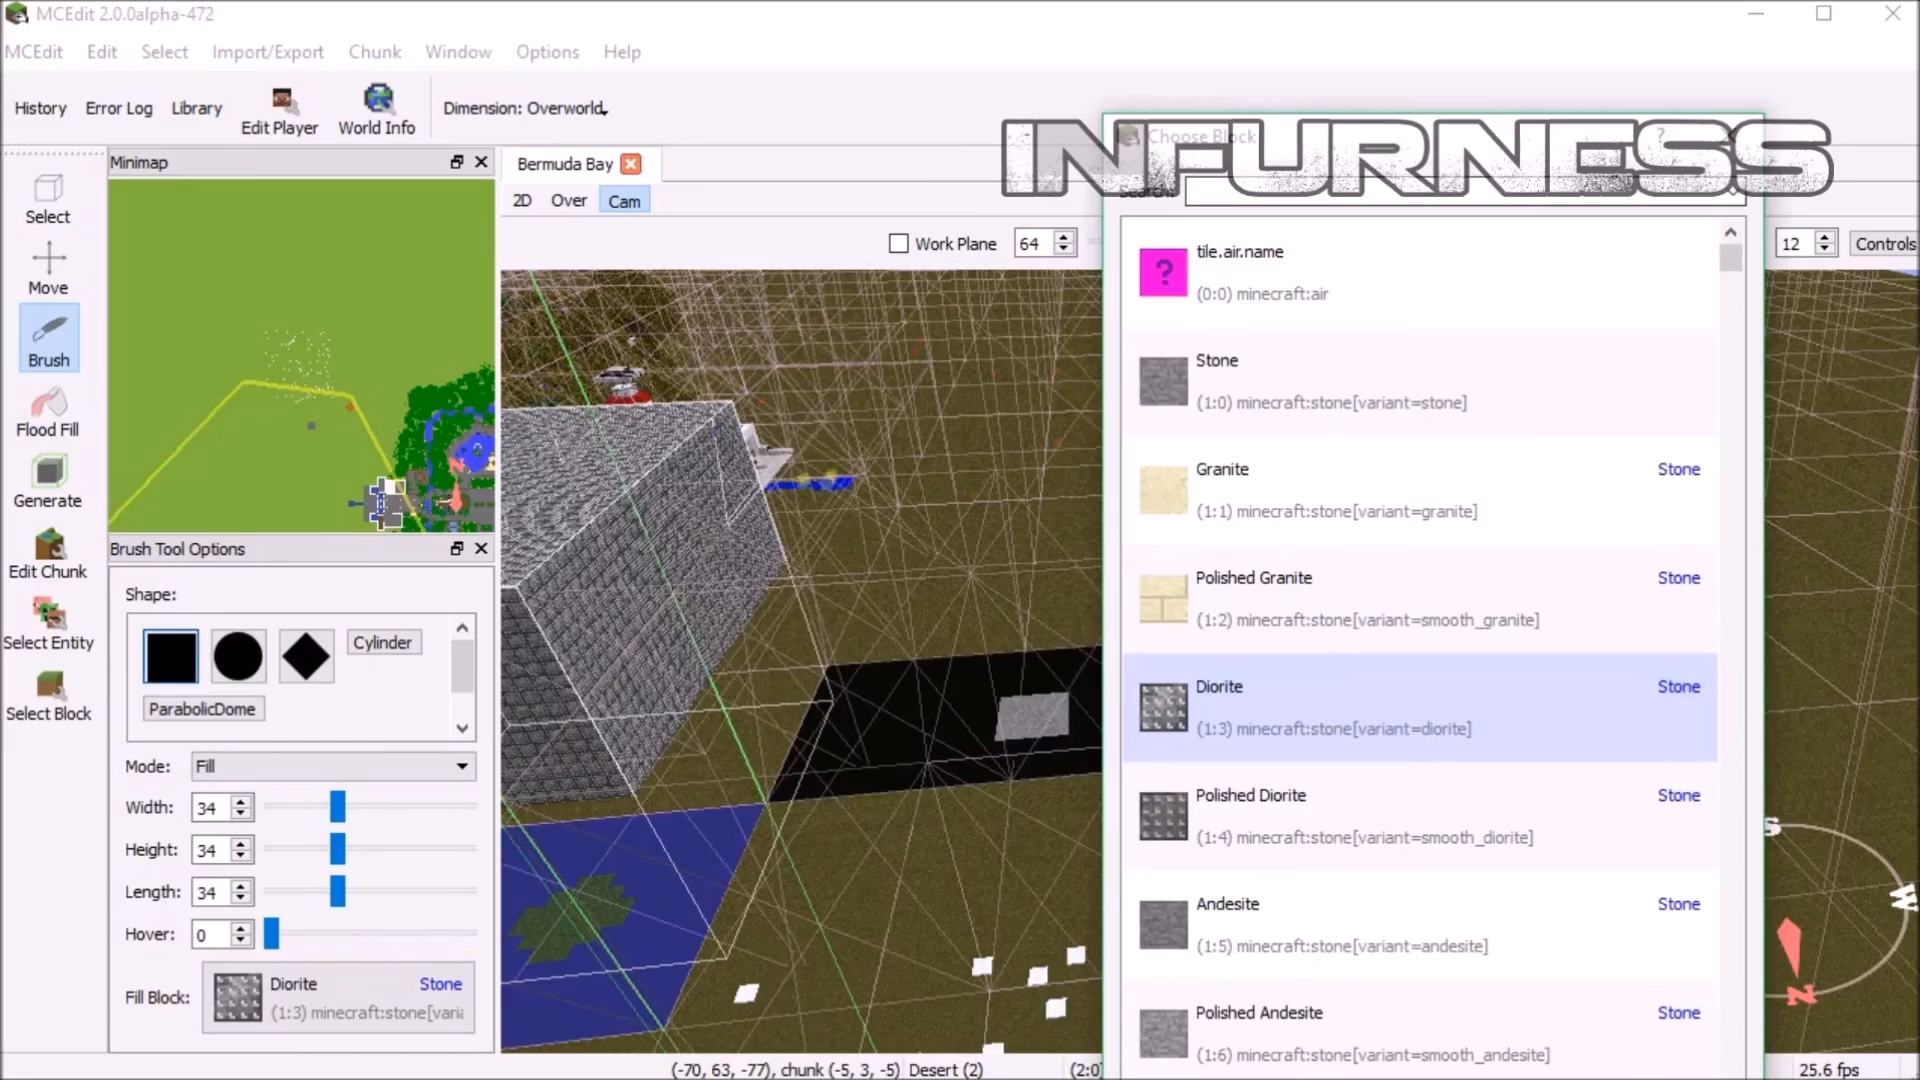 MCEdit 2.0.0alpha-472
MCEdit Edit Select Import/Export Chunk Window Options Help
History Error Log Library Edit Player World Info Dimension: Overworld
INFURNESS
Choose Block ?
Search:
Minimap
Bermuda Bay
2D Over Cam
Work Plane 64
12 Controls
Select
Move
Brush
Flood Fill
Generate
Edit Chunk
Select Entity
Select Block
Brush Tool Options
Shape:
Cylinder
ParabolicDome
Mode: Fill
Width: 34
Height: 34
Length: 34
Hover: 0
Fill Block: Diorite Stone
(1:3) minecraft:stone[varia
?
tile.air.name
(0:0) minecraft:air
Stone
(1:0) minecraft:stone[variant=stone]
Granite Stone
(1:1) minecraft:stone[variant=granite]
Polished Granite Stone
(1:2) minecraft:stone[variant=smooth_granite]
Diorite Stone
(1:3) minecraft:stone[variant=diorite]
Polished Diorite Stone
(1:4) minecraft:stone[variant=smooth_diorite]
Andesite Stone
(1:5) minecraft:stone[variant=andesite]
Polished Andesite Stone
(1:6) minecraft:stone[variant=smooth_andesite]
S
W
N
(-70, 63, -77), chunk (-5, 3, -5) Desert (2) (2:0)
25.6 fps